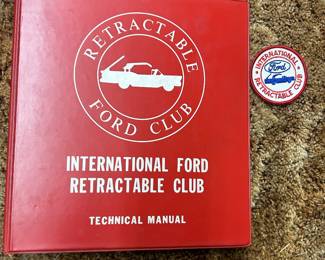 RETRACTABLE
FORD CLUB
INTERNATIONAL FORD
RETRACTABLE CLUB
TECHNICAL MANUAL
INTERNATIONAL
Ford
RETRACTABLE CLUB